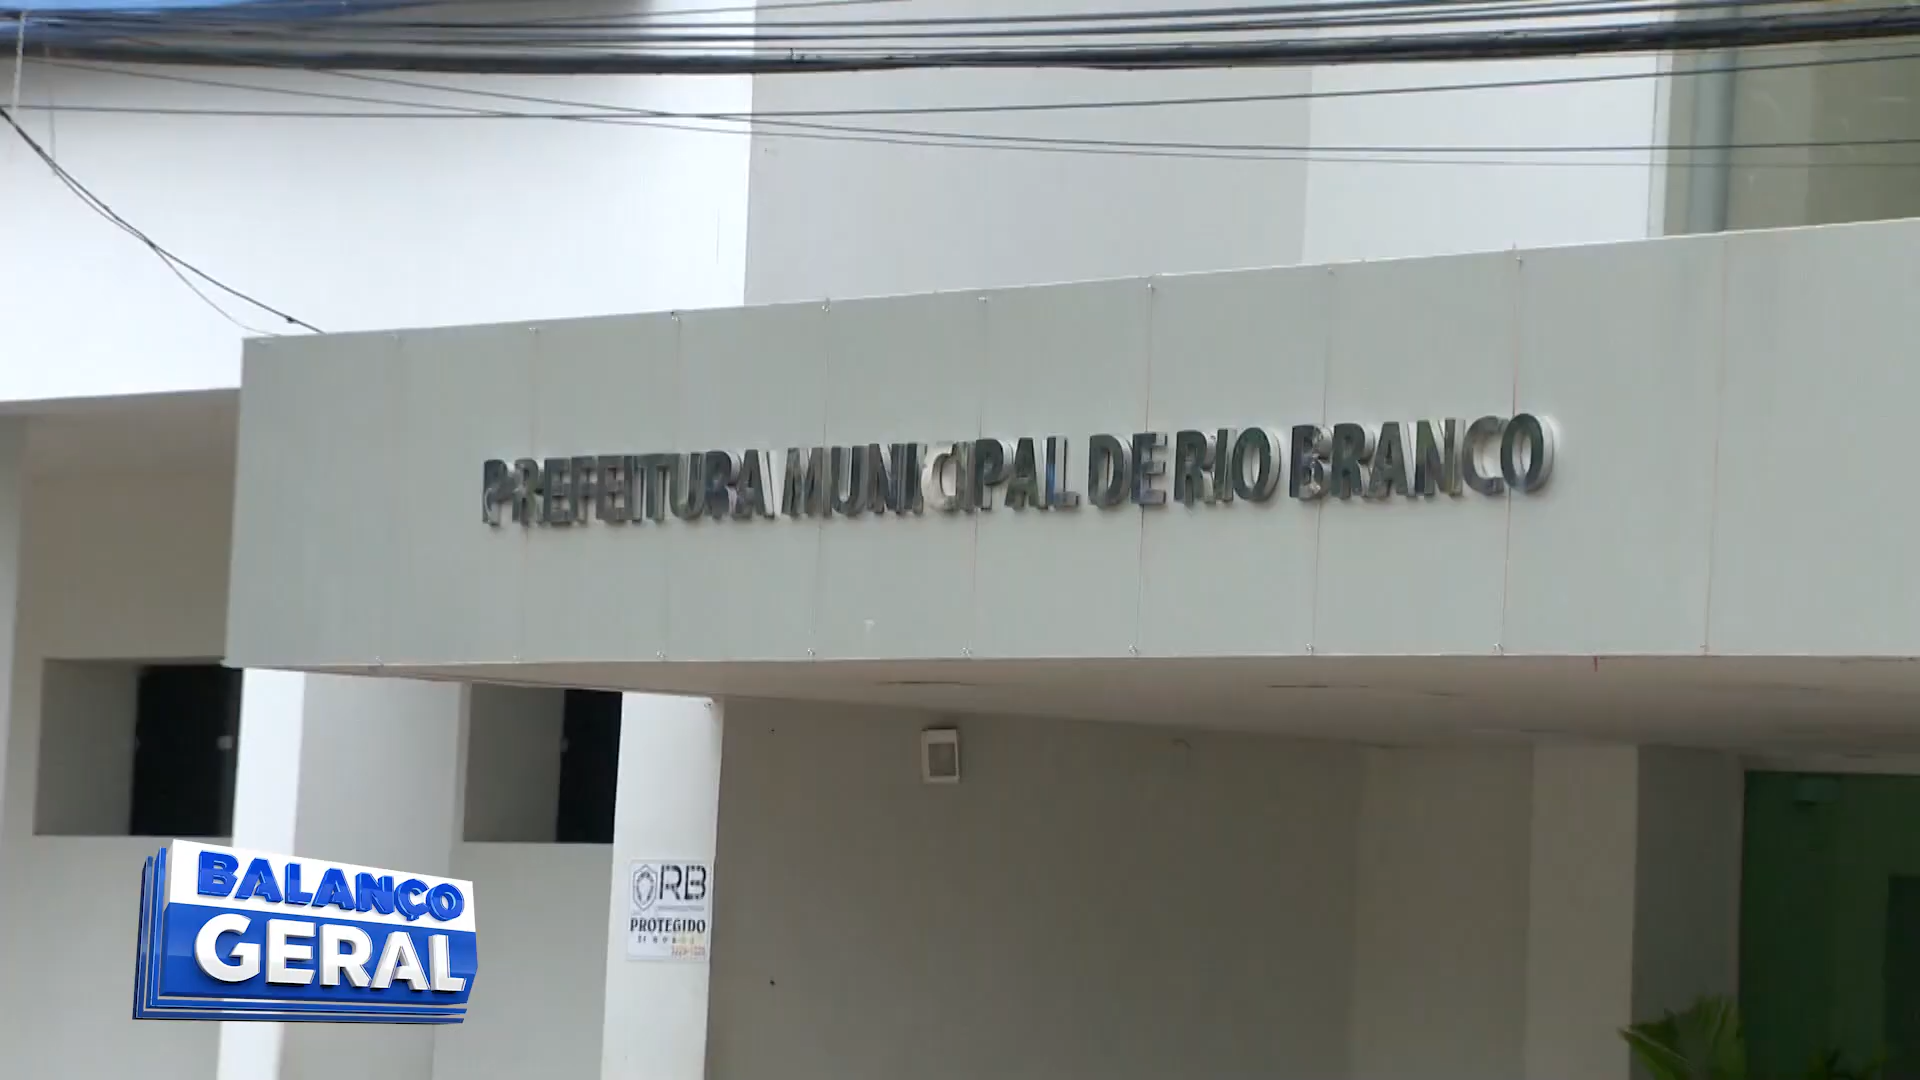 PREFEITURA MUNICIPAL DE RIO BRANCO
BALANÇO
GERAL
RB
PROTEGIDO